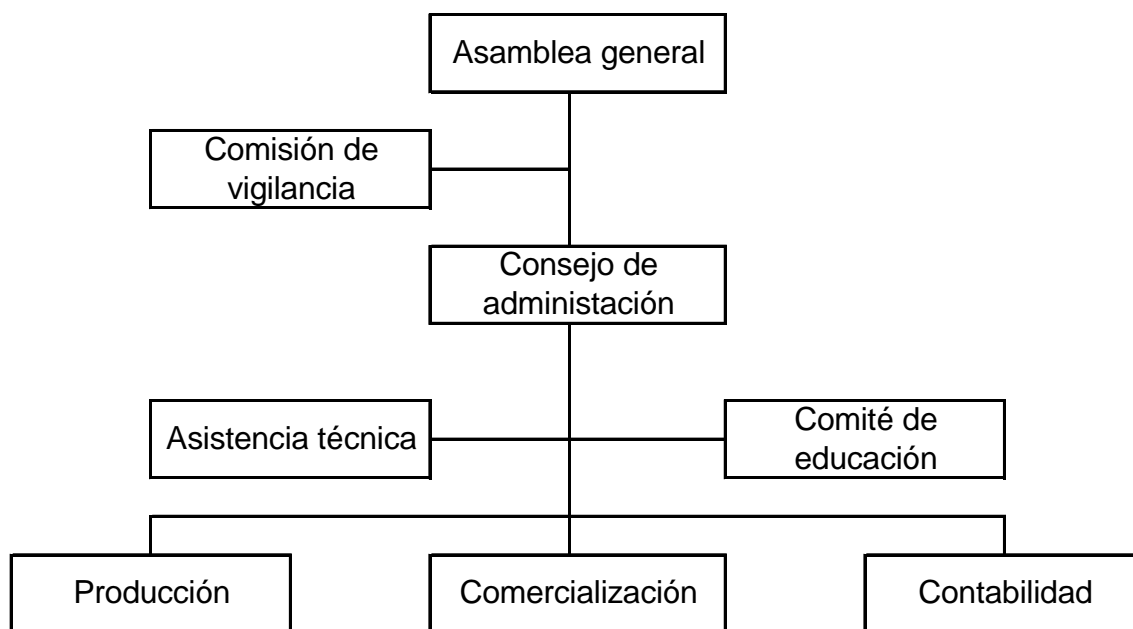 Asamblea general
Comisión de
vigilancia
Consejo de
administación
Asistencia técnica
Comité de
educación
Producción
Comercialización
Contabilidad